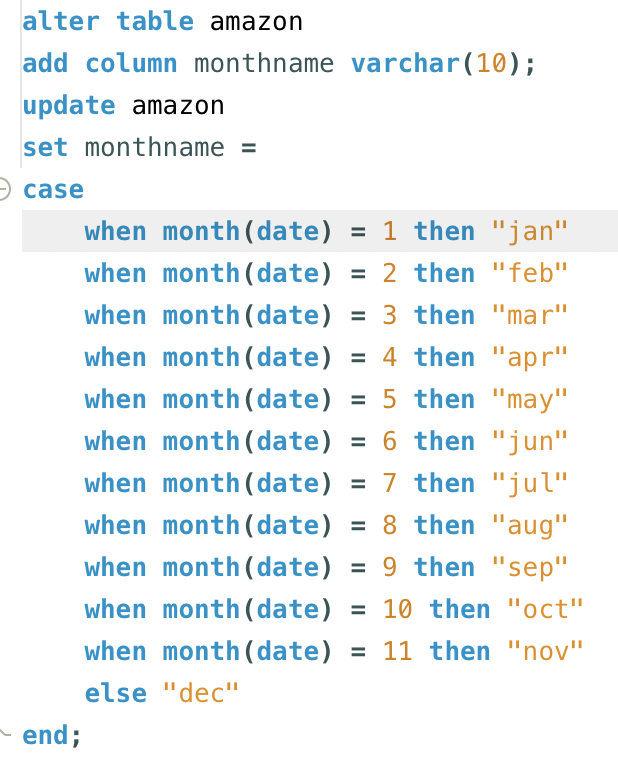 alter table amazon
add column monthname varchar(10);
update amazon
set monthname =
case
when month(date) = 1 then "jan"
when month(date) = 2 then "feb"
when month(date) = 3 then "mar"
when month(date) = 4 then "apr"
when month(date) = 5 then "may"
when month(date) = 6 then "jun"
when month(date) = 7 then "jul"
when month(date) = 8 then "aug"
when month(date) = 9 then "sep"
when month(date) = 10 then "oct"
when month(date) = 11 then "nov"
else "dec"
end;